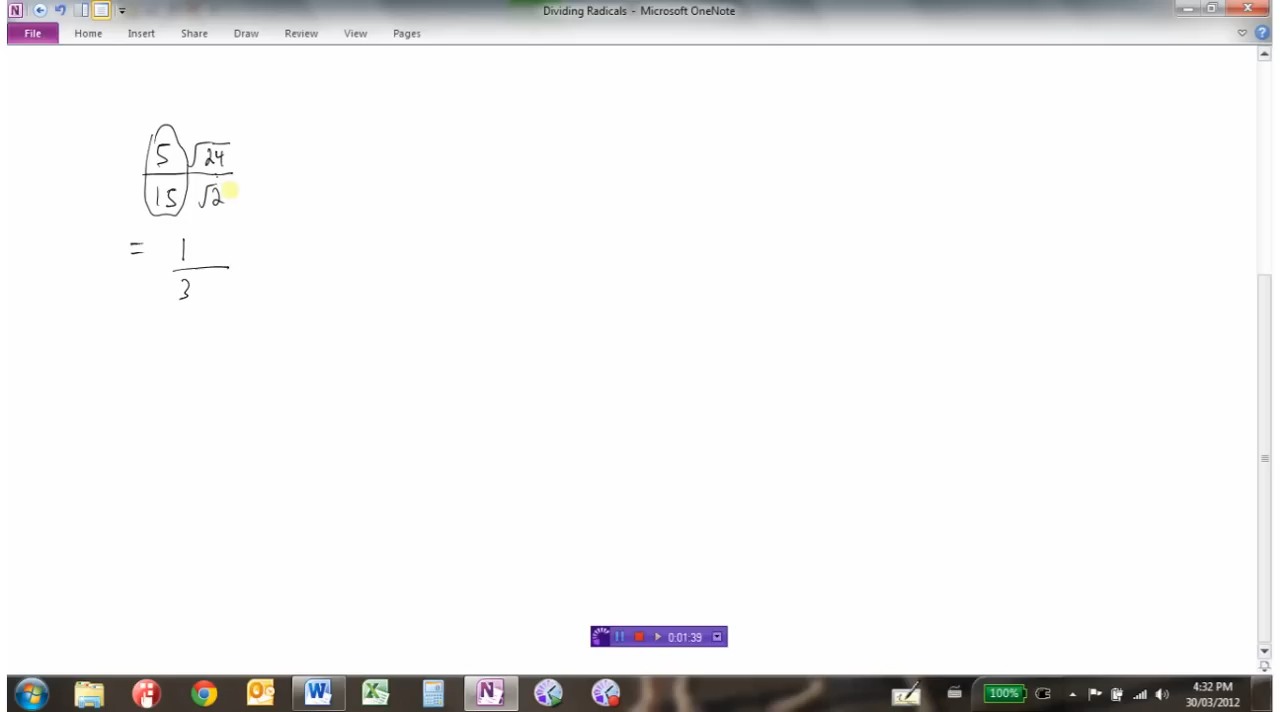 Dividing Radicals - Microsoft OneNote
File Home Insert Share Draw Review View Pages
5 √24
15 √2
= 1
3
0:01:39
100%
4:32 PM
30/03/2012